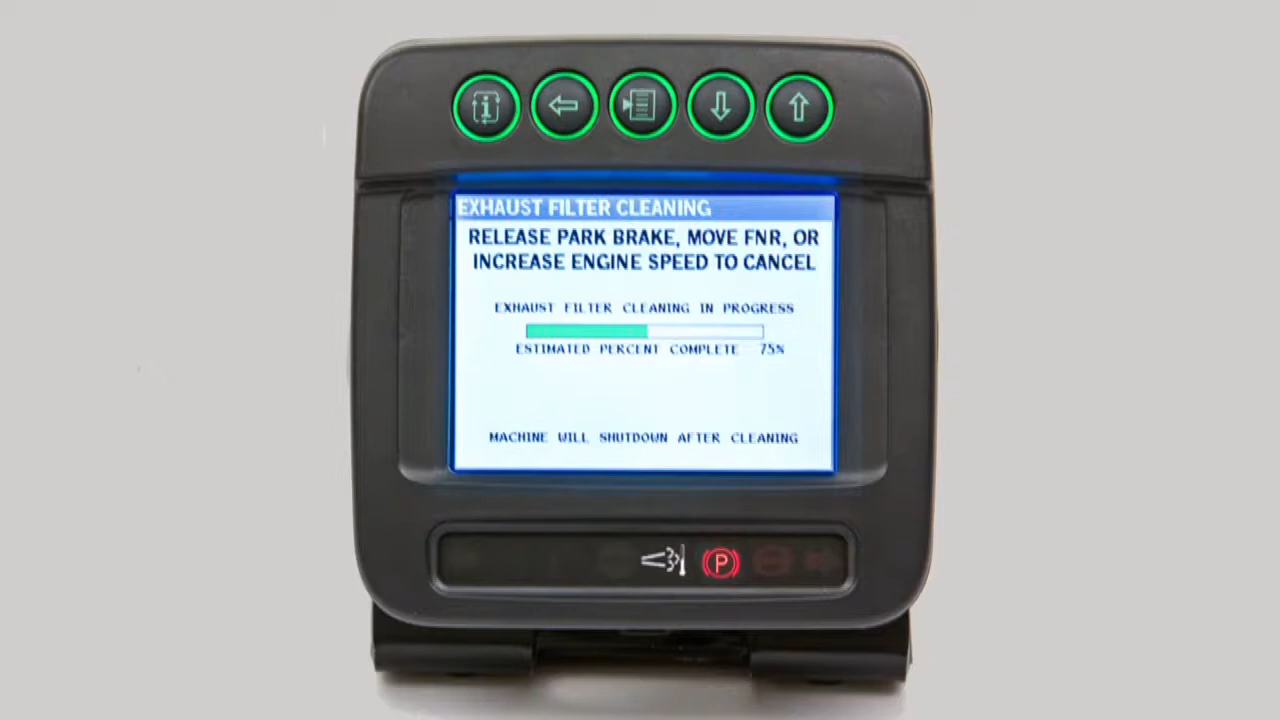 EXHAUST FILTER CLEANING
RELEASE PARK BRAKE, MOVE FNR, OR
INCREASE ENGINE SPEED TO CANCEL
EXHAUST FILTER CLEANING IN PROGRESS
ESTIMATED PERCENT COMPLETE 75%
MACHINE WILL SHUTDOWN AFTER CLEANING
P